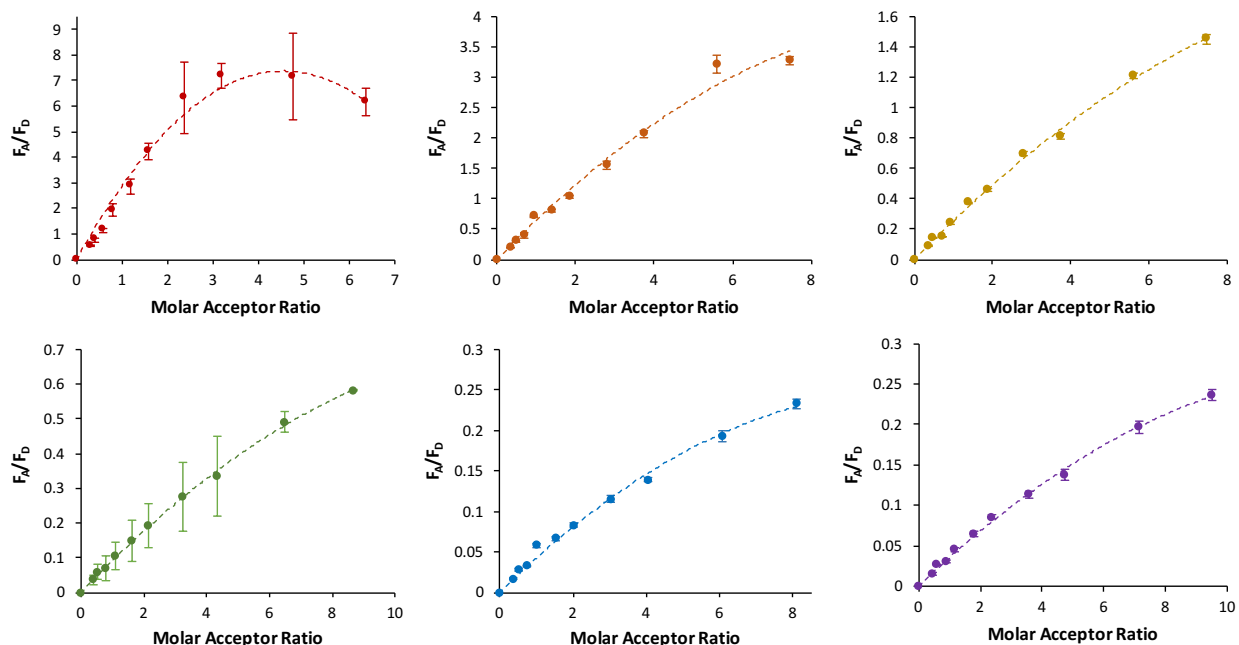 9
8
7
6
5
4
3
2
1
0
F_A/F_D
0 1 2 3 4 5 6 7
Molar Acceptor Ratio
4
3.5
3
2.5
2
1.5
1
0.5
0
F_A/F_D
0 2 4 6 8
Molar Acceptor Ratio
1.6
1.4
1.2
1
0.8
0.6
0.4
0.2
0
F_A/F_D
0 2 4 6 8
Molar Acceptor Ratio
0.7
0.6
0.5
0.4
0.3
0.2
0.1
0
F_A/F_D
0 2 4 6 8 10
Molar Acceptor Ratio
0.3
0.25
0.2
0.15
0.1
0.05
0
F_A/F_D
0 2 4 6 8
Molar Acceptor Ratio
0.3
0.25
0.2
0.15
0.1
0.05
0
F_A/F_D
0 2 4 6 8 10
Molar Acceptor Ratio